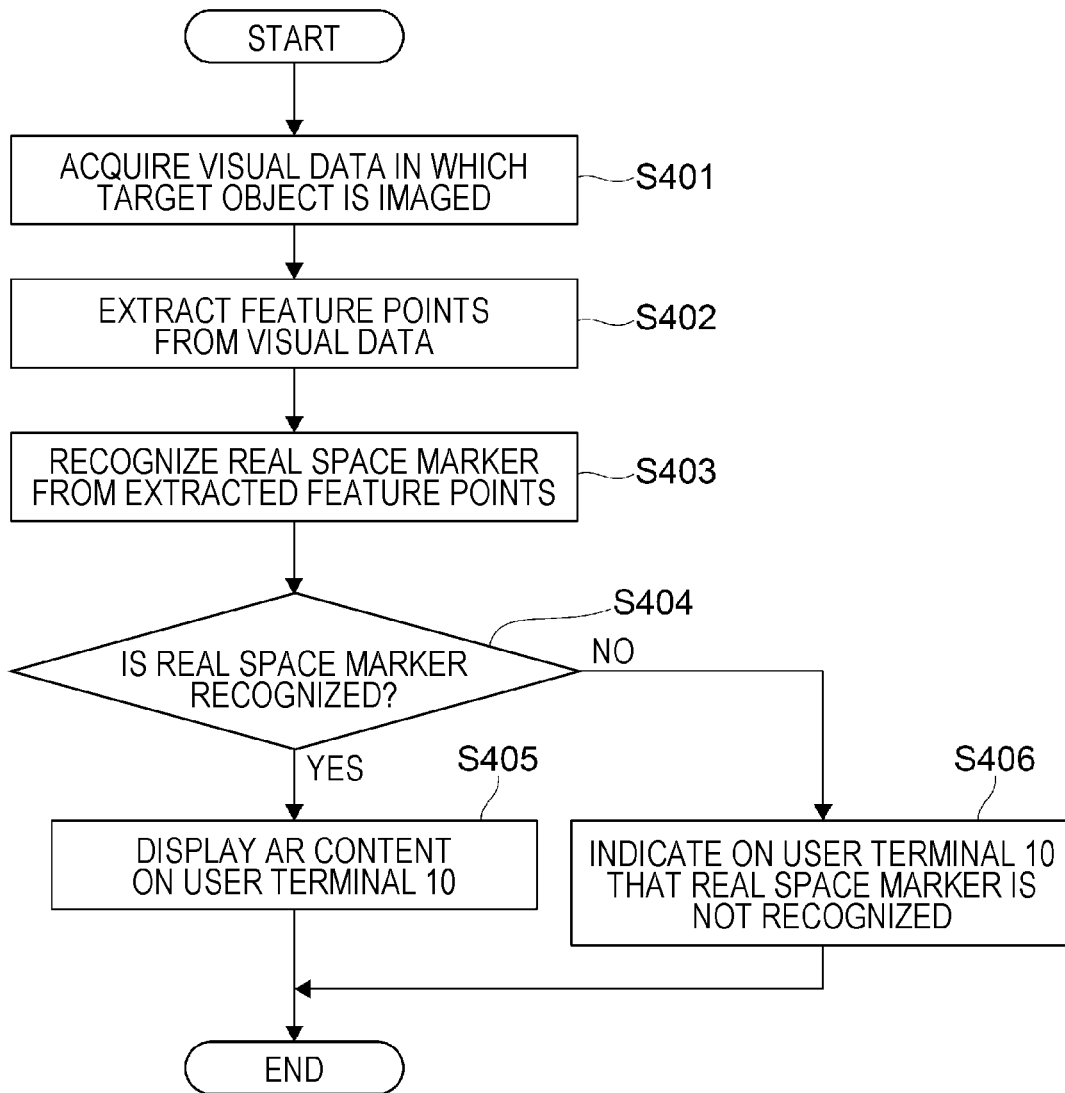 START
ACQUIRE VISUAL DATA IN WHICH
TARGET OBJECT IS IMAGED
S401
EXTRACT FEATURE POINTS
FROM VISUAL DATA
S402
RECOGNIZE REAL SPACE MARKER
FROM EXTRACTED FEATURE POINTS
S403
S404
IS REAL SPACE MARKER
RECOGNIZED?
NO
YES
S405
DISPLAY AR CONTENT
ON USER TERMINAL 10
S406
INDICATE ON USER TERMINAL 10
THAT REAL SPACE MARKER IS
NOT RECOGNIZED
END